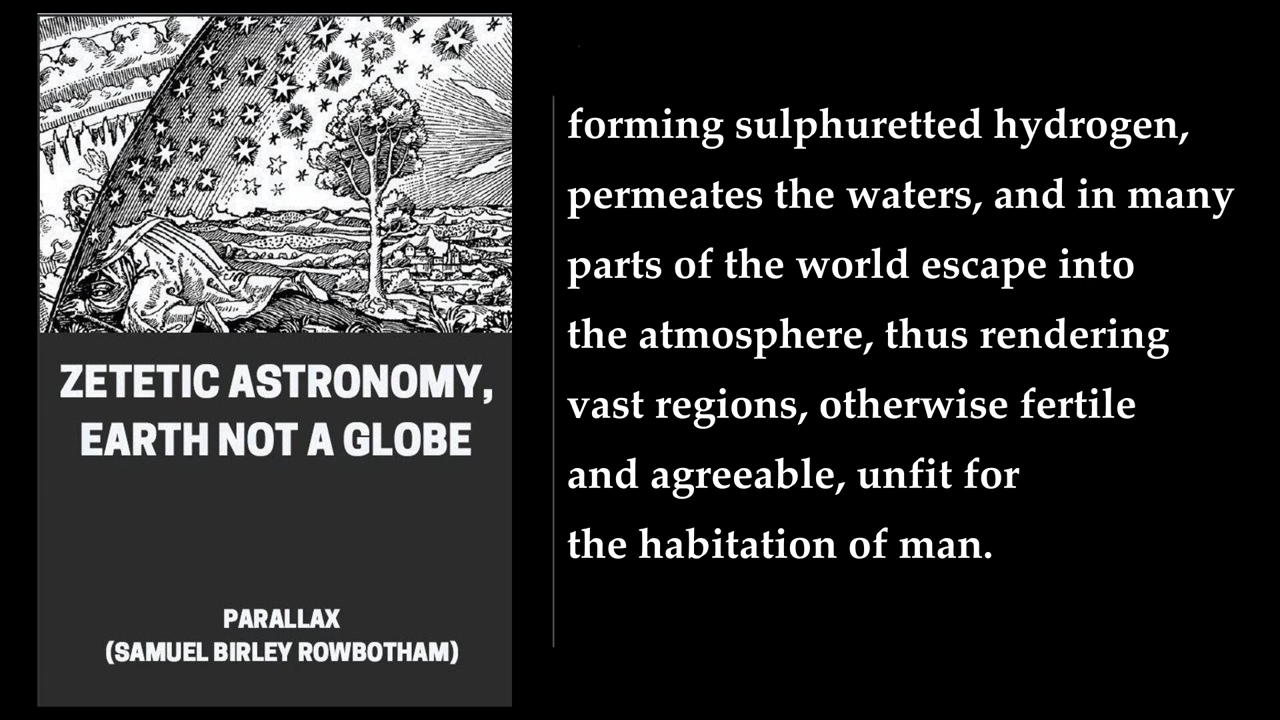 ZETETIC ASTRONOMY,
EARTH NOT A GLOBE
PARALLAX
(SAMUEL BIRLEY ROWBOTHAM)
forming sulphuretted hydrogen,
permeates the waters, and in many
parts of the world escape into
the atmosphere, thus rendering
vast regions, otherwise fertile
and agreeable, unfit for
the habitation of man.